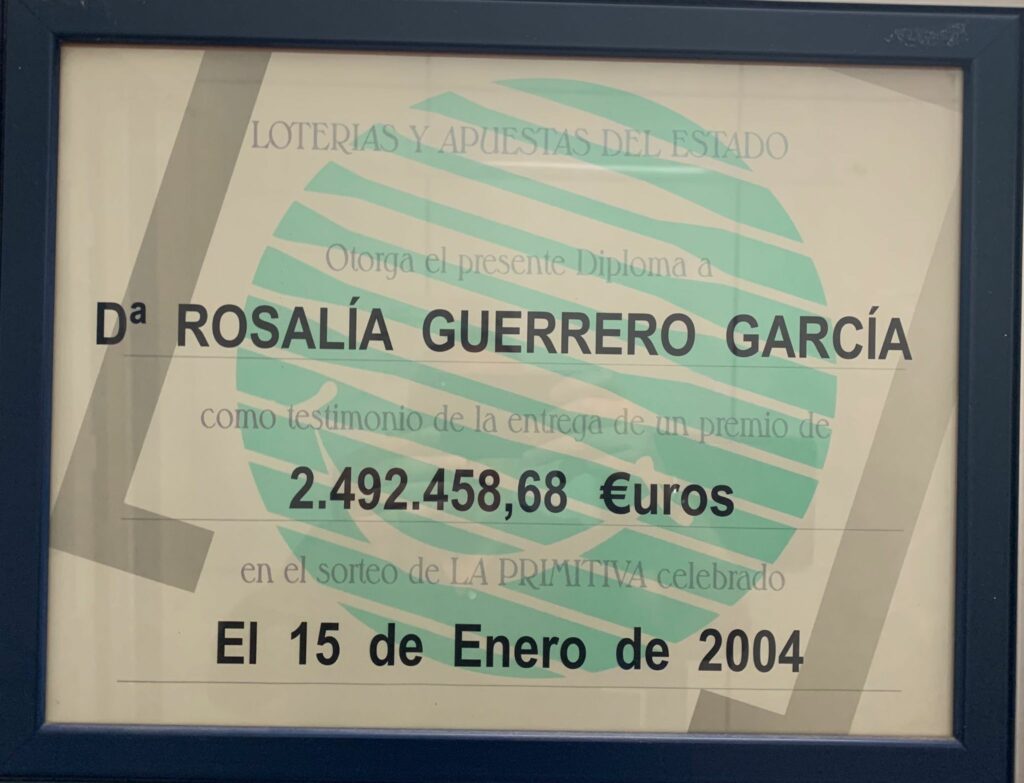 LOTERIAS Y APUESTAS DEL ESTADO
Otorga el presente Diploma a
Dª ROSALÍA GUERRERO GARCÍA
como testimonio de la entrega de un premio de
2.492.458,68 €uros
en el sorteo de LA PRIMITIVA celebrado
El 15 de Enero de 2004